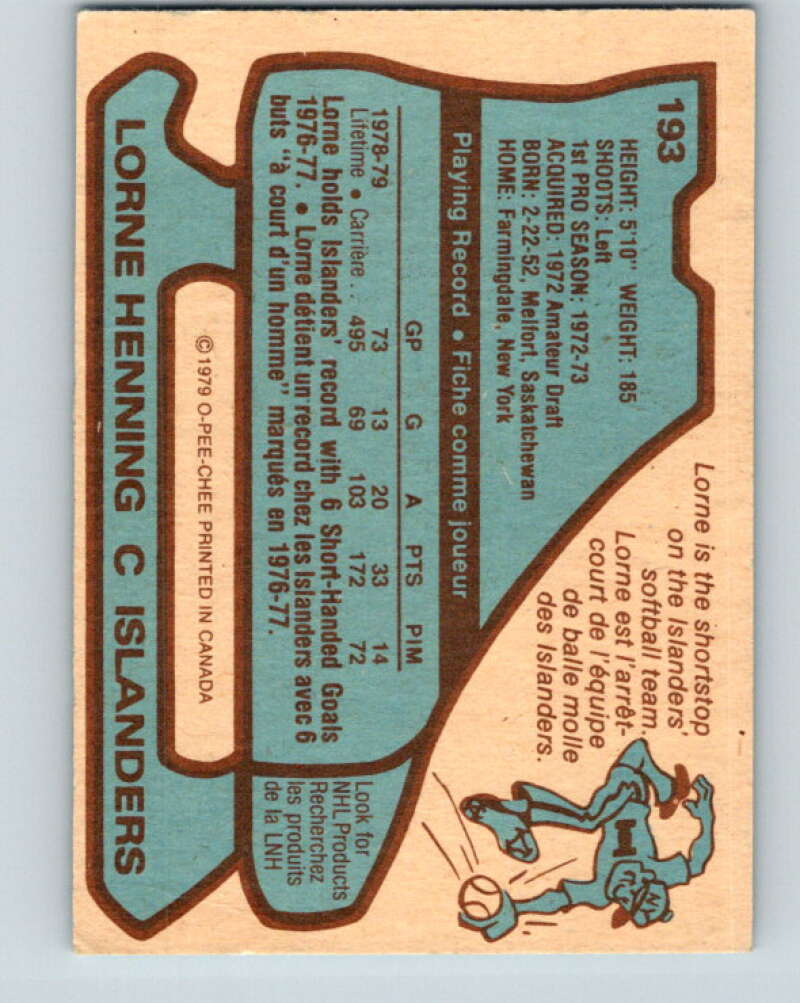 193
HEIGHT: 5'10" WEIGHT: 185
SHOOTS: Left
1st PRO SEASON: 1972-73
ACQUIRED: 1972 Amateur Draft
BORN: 2-22-52, Melfort, Saskatchewan
HOME: Farmingdale, New York
Lorne is the shortstop
on the Islanders'
softball team.
Lorne est l'arrêt-
court de l'équipe
de balle molle
des Islanders.
NY
Playing Record • Fiche comme joueur
GP G A PTS PIM
1978-79 73 13 20 33 14
Lifetime • Carrière .. 495 69 103 172 72
Lorne holds Islanders' record with 6 Short-Handed Goals
1976-77. • Lorne détient un record chez les Islanders avec 6
buts "à court d'un homme" marqués en 1976-77.
Look for
NHL Products
Recherchez
les produits
de la LNH
©1979 O-PEE-CHEE PRINTED IN CANADA
LORNE HENNING C ISLANDERS